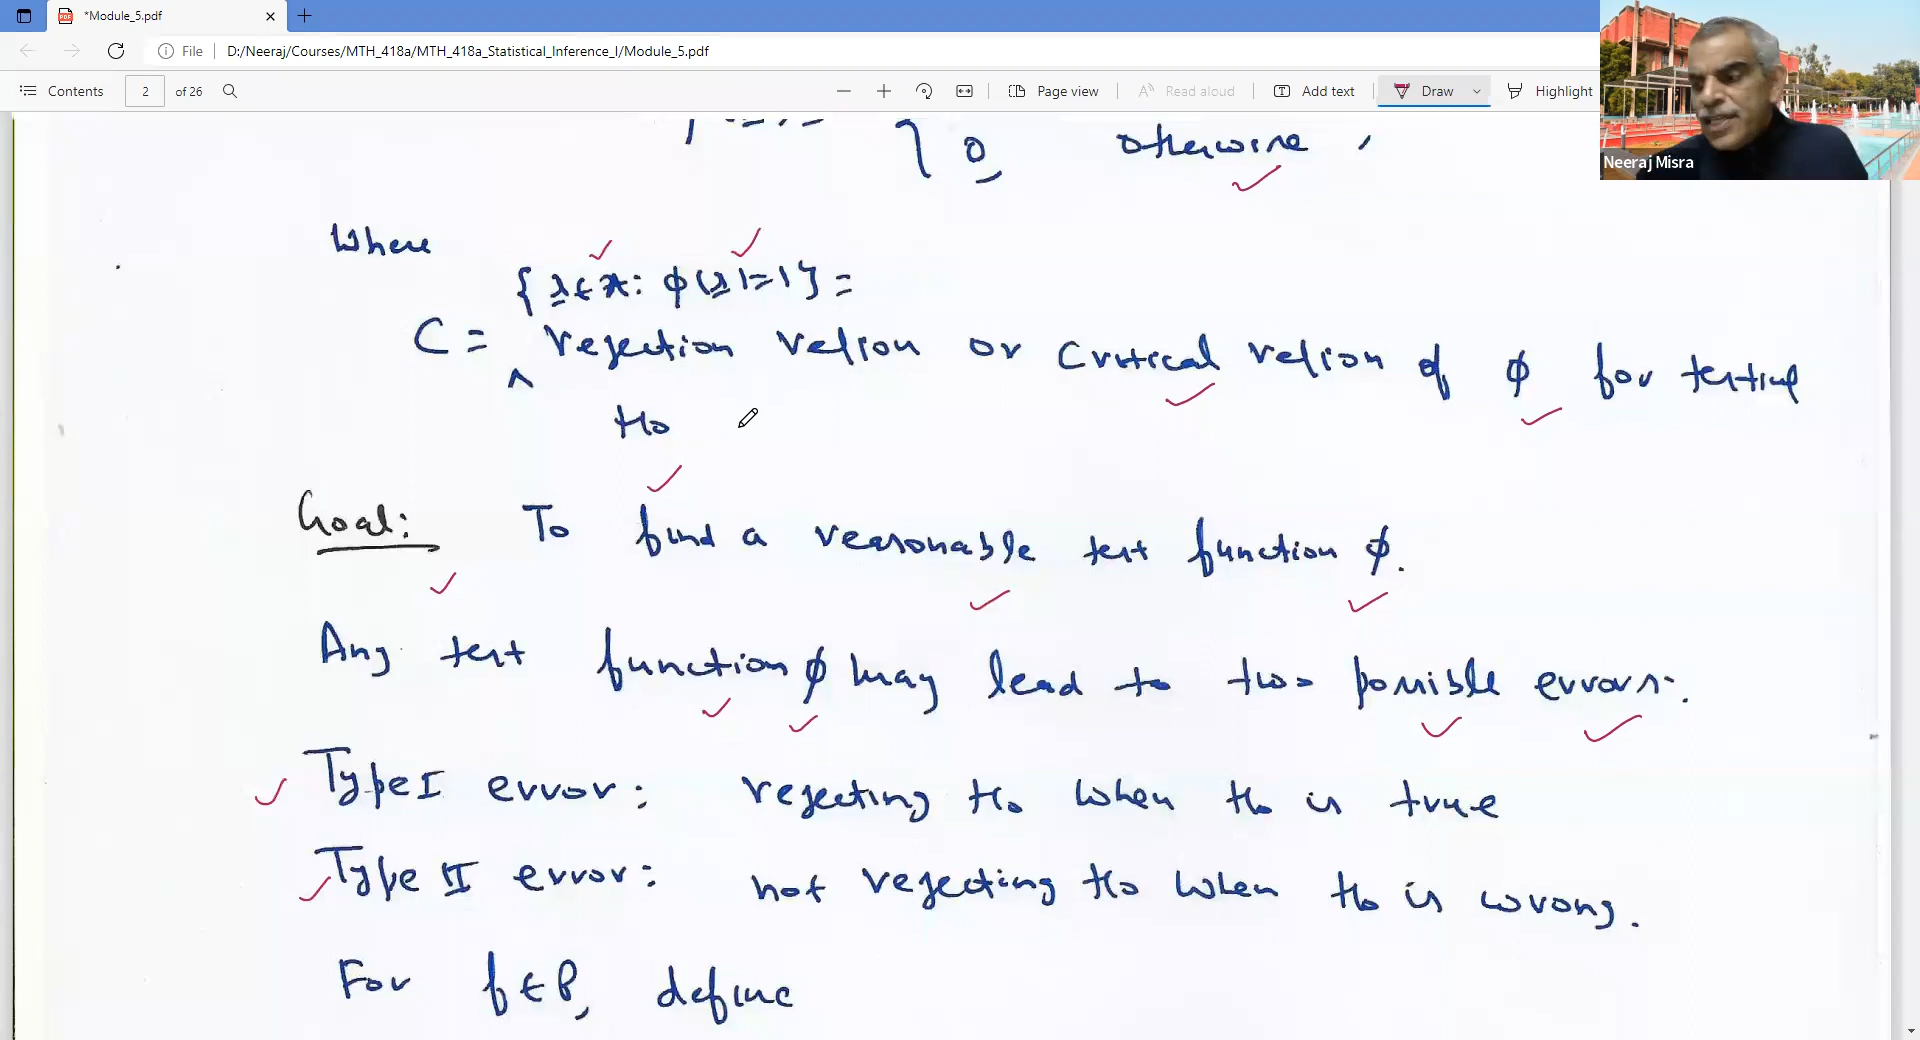 *Module_5.pdf
File D:/Neeraj/Courses/MTH_418a/MTH_418a_Statistical_Inference_I/Module_5.pdf
Contents 2 of 26 Page view Read aloud Add text Draw Highlight
Neeraj Misra
0, otherwise,
Where
{x ∈ 𝒳: ϕ(x)=1} =
C = ^ rejection region or critical region of ϕ for testing
H₀
Goal: To find a reasonable test function ϕ.
Any test function ϕ may lead to two possible errors:
Type I error: rejecting H₀ when H₀ is true
Type II error: not rejecting H₀ when H₀ is wrong.
For f ∈ P, define